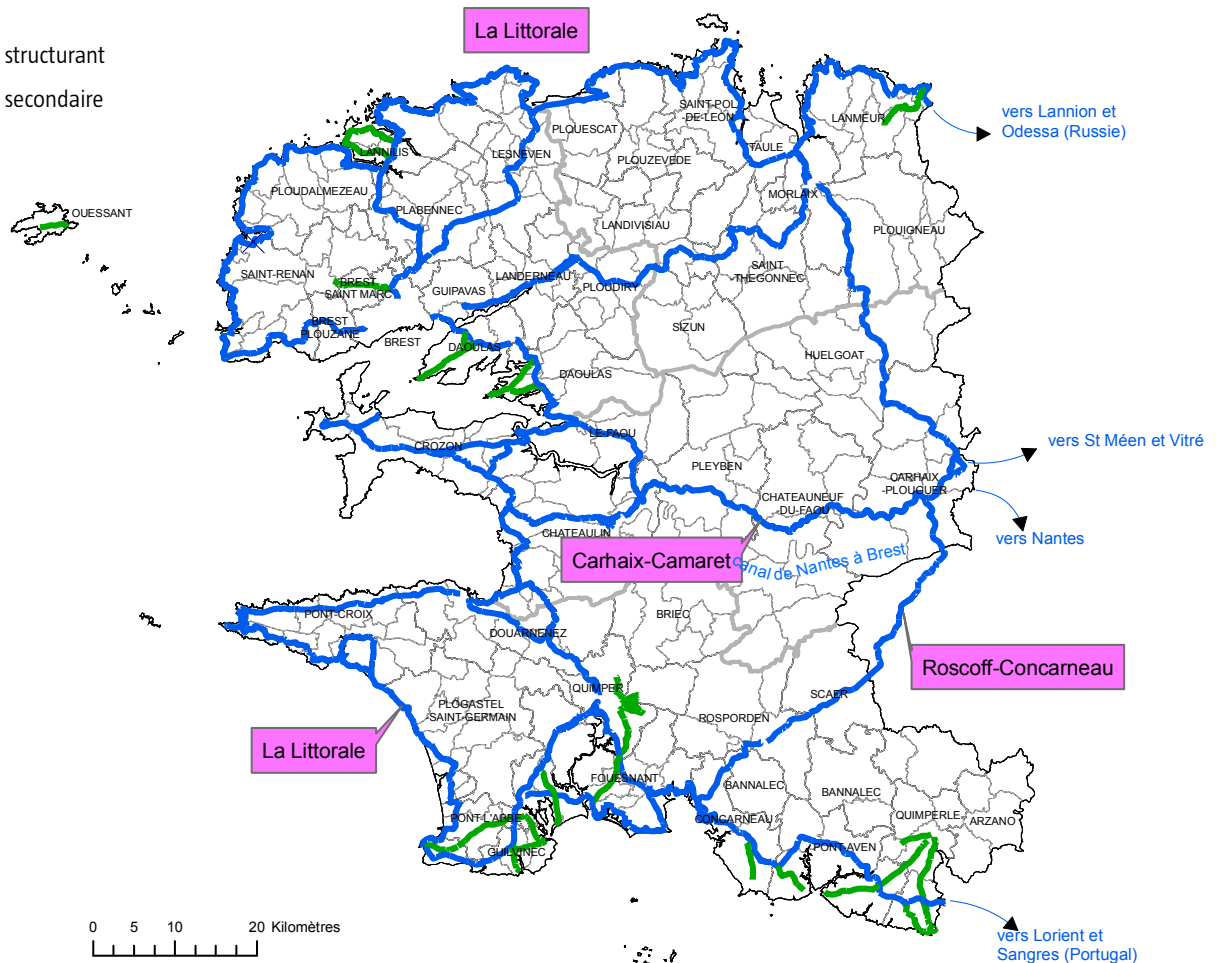 La Littorale
structurant
secondaire
vers Lannion et
Odessa (Russie)
SAINT-POL
-DE-LEON
LANMEUR
PLOUESCAT
TAULE
LANNILIS
LESNEVEN
PLOUZEVEDE
PLOUDALMEZEAU
MORLAIX
OUESSANT
PLABENNEC
LANDIVISIAU
PLOUIGNEAU
SAINT-RENAN
LANDERNEAU
SAINT
-THEGONNEC
BREST
SAINT MARC
GUIPAVAS
PLOUDIRY
BREST
PLOUZANE
BREST
SIZUN
DAOULAS
HUELGOAT
DAOULAS
CROZON
LE FAOU
vers St Méen et Vitré
PLEYBEN
CARHAIX
-PLOUGUER
CHATEAUNEUF
-DU-FAOU
vers Nantes
CHATEAULIN
Carhaix-Camaret
canal de Nantes à Brest
PONT-CROIX
BRIEC
DOUARNENEZ
Roscoff-Concarneau
QUIMPER
SCAER
PLOGASTEL
-SAINT-GERMAIN
ROSPORDEN
La Littorale
FOUESNANT
BANNALEC
BANNALEC
PONT-L'ABBE
CONCARNEAU
QUIMPERLE
ARZANO
GUILVINEC
PONT-AVEN
vers Lorient et
Sangres (Portugal)
0 5 10 20 Kilomètres